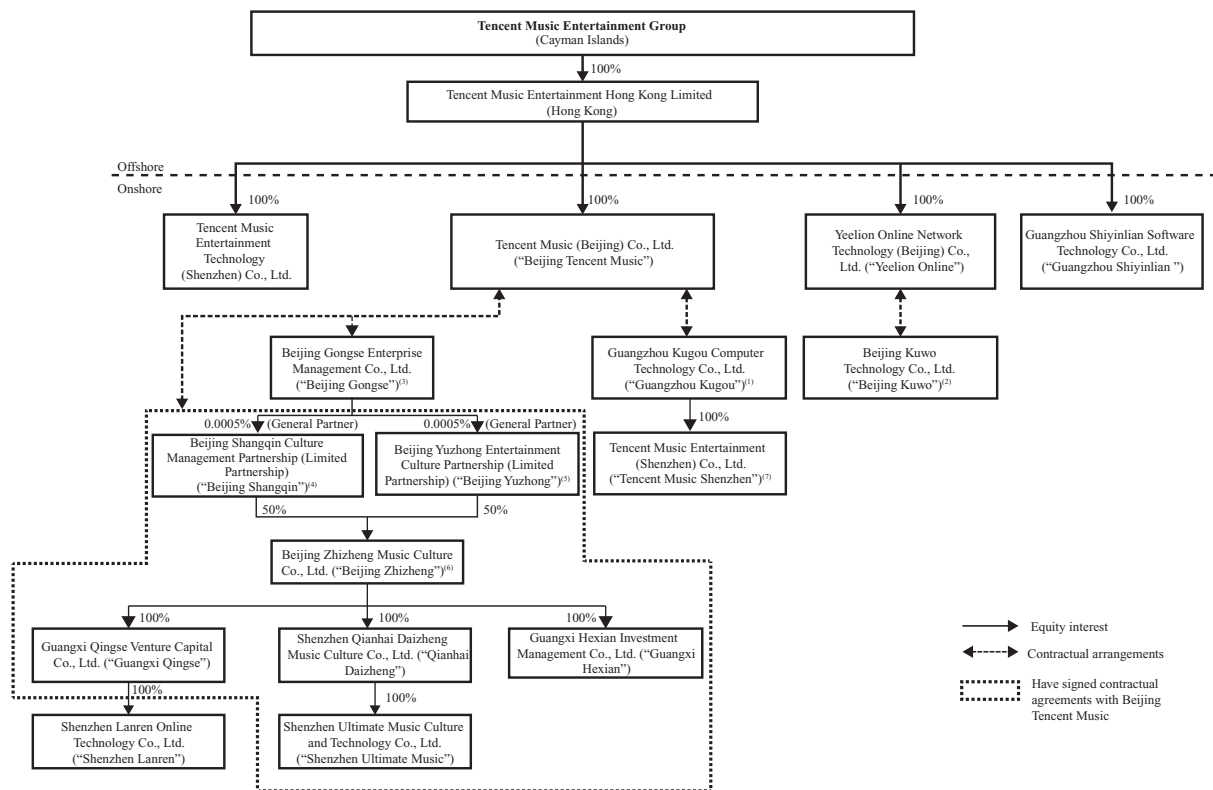 Tencent Music Entertainment Group
(Cayman Islands)
100%
Tencent Music Entertainment Hong Kong Limited
(Hong Kong)
Offshore
Onshore
100%
100%
100%
100%
Tencent Music
Entertainment
Technology
(Shenzhen) Co., Ltd.
Tencent Music (Beijing) Co., Ltd.
(“Beijing Tencent Music”)
Yeelion Online Network
Technology (Beijing) Co.,
Ltd. (“Yeelion Online”)
Guangzhou Shiyinlian Software
Technology Co., Ltd.
(“Guangzhou Shiyinlian ”)
Beijing Gongse Enterprise
Management Co., Ltd.
(“Beijing Gongse”)(3)
Guangzhou Kugou Computer
Technology Co., Ltd.
(“Guangzhou Kugou”)(1)
Beijing Kuwo
Technology Co., Ltd.
(“Beijing Kuwo”)(2)
0.0005% (General Partner)
0.0005% (General Partner)
100%
Beijing Shangqin Culture
Management Partnership (Limited
Partnership)
(“Beijing Shangqin”)(4)
Beijing Yuzhong Entertainment
Culture Partnership (Limited
Partnership) (“Beijing Yuzhong”)(5)
Tencent Music Entertainment
(Shenzhen) Co., Ltd.
(“Tencent Music Shenzhen”)(7)
50%
50%
Beijing Zhizheng Music Culture
Co., Ltd. (“Beijing Zhizheng”)(6)
100%
100%
100%
Guangxi Qingse Venture Capital
Co., Ltd. (“Guangxi Qingse”)
Shenzhen Qianhai Daizheng
Music Culture Co., Ltd. (“Qianhai
Daizheng”)
Guangxi Hexian Investment
Management Co., Ltd. (“Guangxi
Hexian”)
100%
100%
Shenzhen Lanren Online
Technology Co., Ltd.
(“Shenzhen Lanren”)
Shenzhen Ultimate Music Culture
and Technology Co., Ltd.
(“Shenzhen Ultimate Music”)
Equity interest
Contractual arrangements
Have signed contractual
agreements with Beijing
Tencent Music